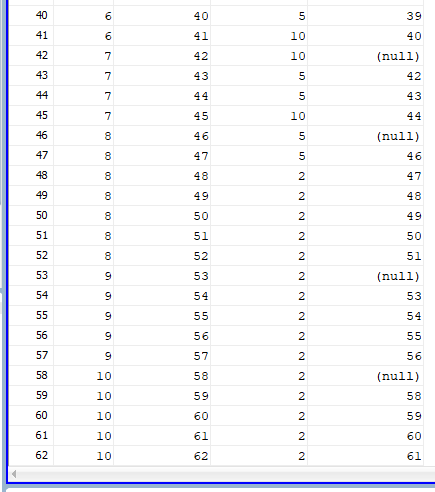 40 6 40 5 39
41 6 41 10 40
42 7 42 10 (null)
43 7 43 5 42
44 7 44 5 43
45 7 45 10 44
46 8 46 5 (null)
47 8 47 5 46
48 8 48 2 47
49 8 49 2 48
50 8 50 2 49
51 8 51 2 50
52 8 52 2 51
53 9 53 2 (null)
54 9 54 2 53
55 9 55 2 54
56 9 56 2 55
57 9 57 2 56
58 10 58 2 (null)
59 10 59 2 58
60 10 60 2 59
61 10 61 2 60
62 10 62 2 61